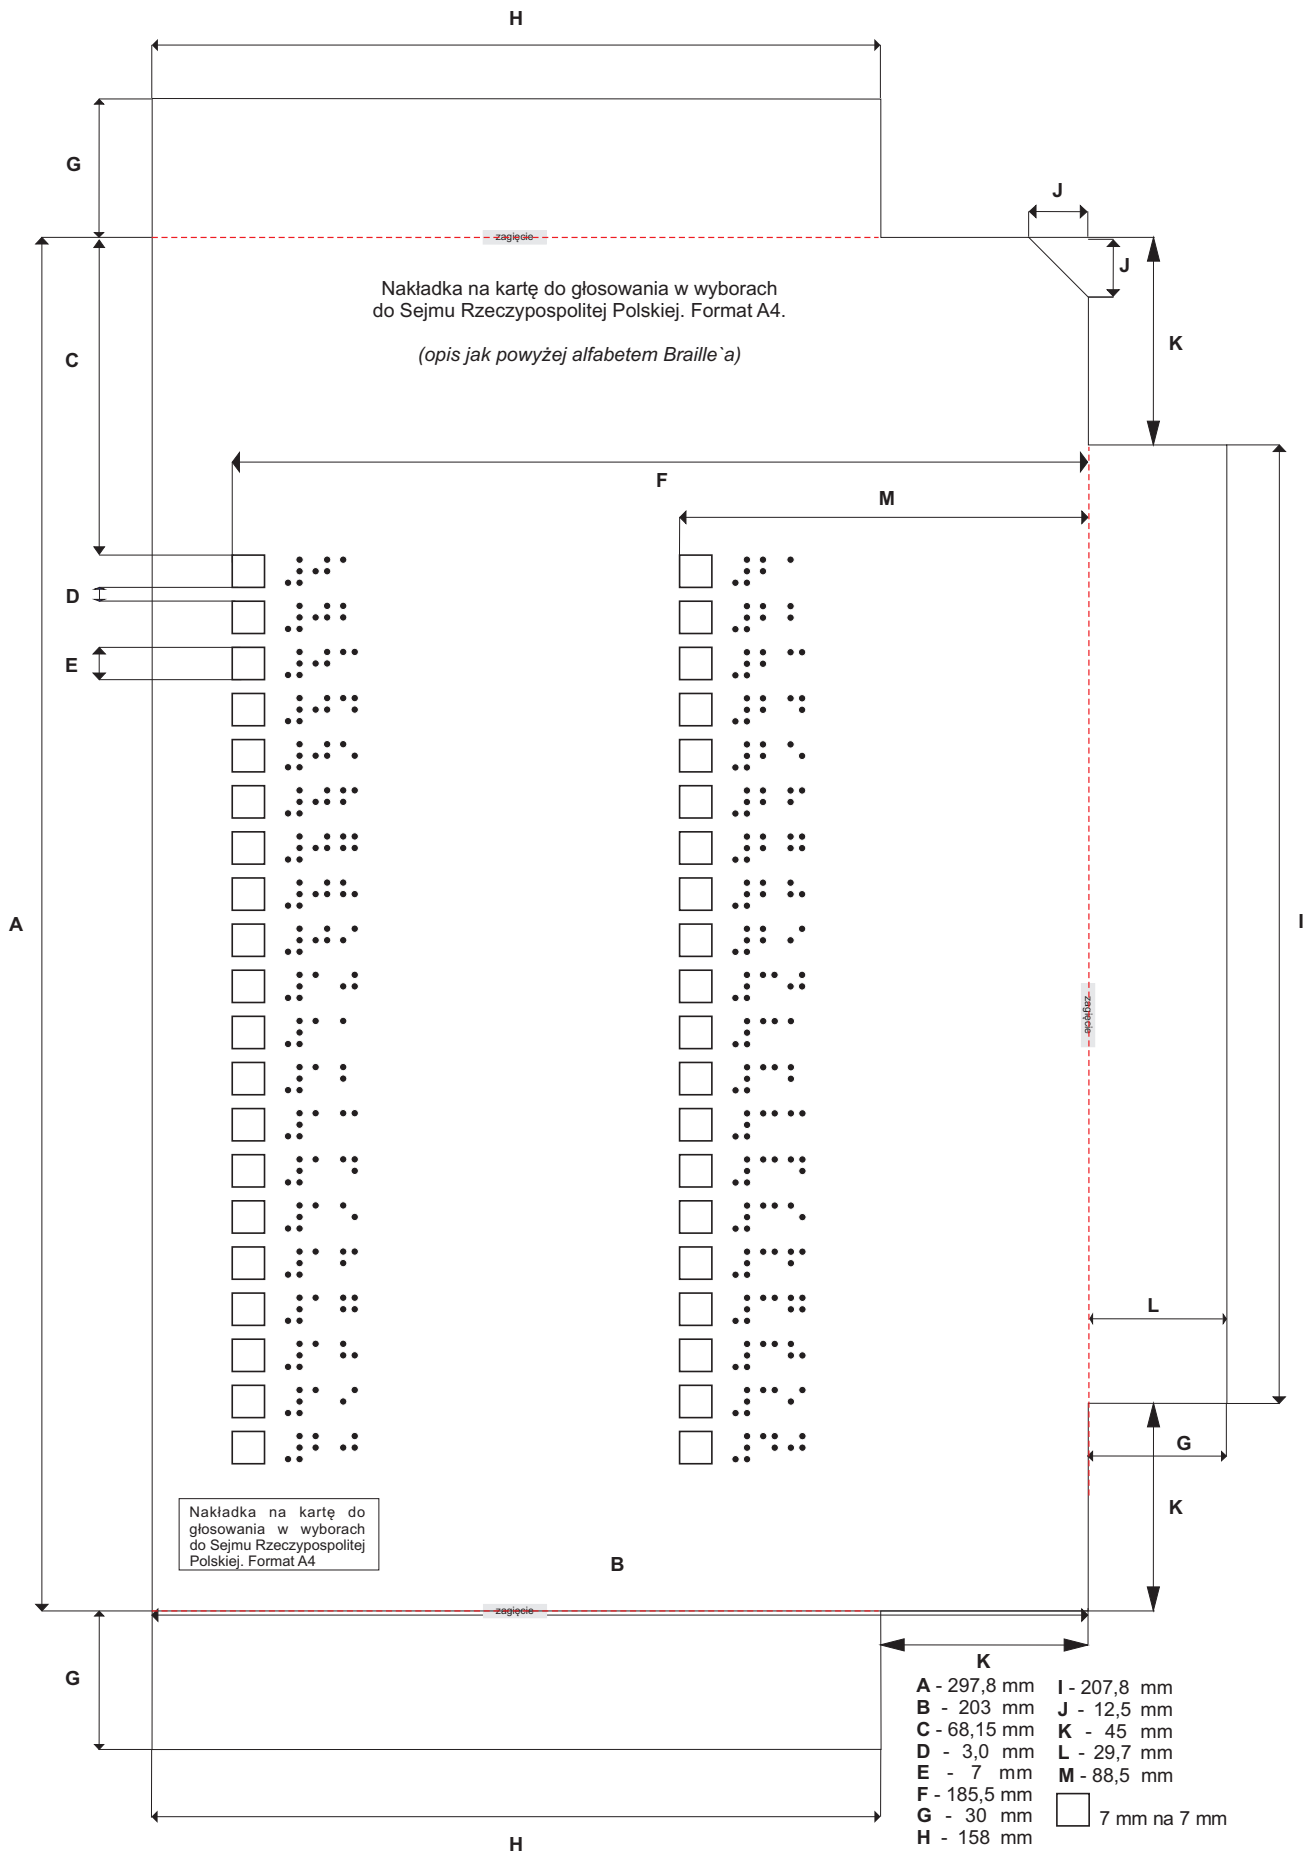 H
G
J
zagięcie
J
Nakładka na kartę do głosowania w wyborach
do Sejmu Rzeczypospolitej Polskiej. Format A4.
K
C
(opis jak powyżej alfabetem Braille`a)
F
M
D
E
⠼⠚⠁
⠼⠚⠃
⠼⠚⠉
⠼⠚⠙
⠼⠚⠑
⠼⠚⠋
⠼⠚⠛
⠼⠚⠓
⠼⠚⠊
⠼⠁⠚
⠼⠁⠁
⠼⠁⠃
⠼⠁⠉
⠼⠁⠙
⠼⠁⠑
⠼⠁⠋
⠼⠁⠛
⠼⠁⠓
⠼⠁⠊
⠼⠃⠚
⠼⠃⠁
⠼⠃⠃
⠼⠃⠉
⠼⠃⠙
⠼⠃⠑
⠼⠃⠋
⠼⠃⠛
⠼⠃⠓
⠼⠃⠊
⠼⠉⠚
⠼⠉⠁
⠼⠉⠃
⠼⠉⠉
⠼⠉⠙
⠼⠉⠑
⠼⠉⠋
⠼⠉⠛
⠼⠉⠓
⠼⠉⠊
⠼⠙⠚
A
I
zagięcie
L
G
K
Nakładka na kartę do
głosowania w wyborach
do Sejmu Rzeczypospolitej
Polskiej. Format A4
B
zagięcie
K
G
A - 297,8 mm
B - 203 mm
C - 68,15 mm
D - 3,0 mm
E - 7 mm
F - 185,5 mm
G - 30 mm
H - 158 mm
I - 207,8 mm
J - 12,5 mm
K - 45 mm
L - 29,7 mm
M - 88,5 mm
7 mm na 7 mm
H